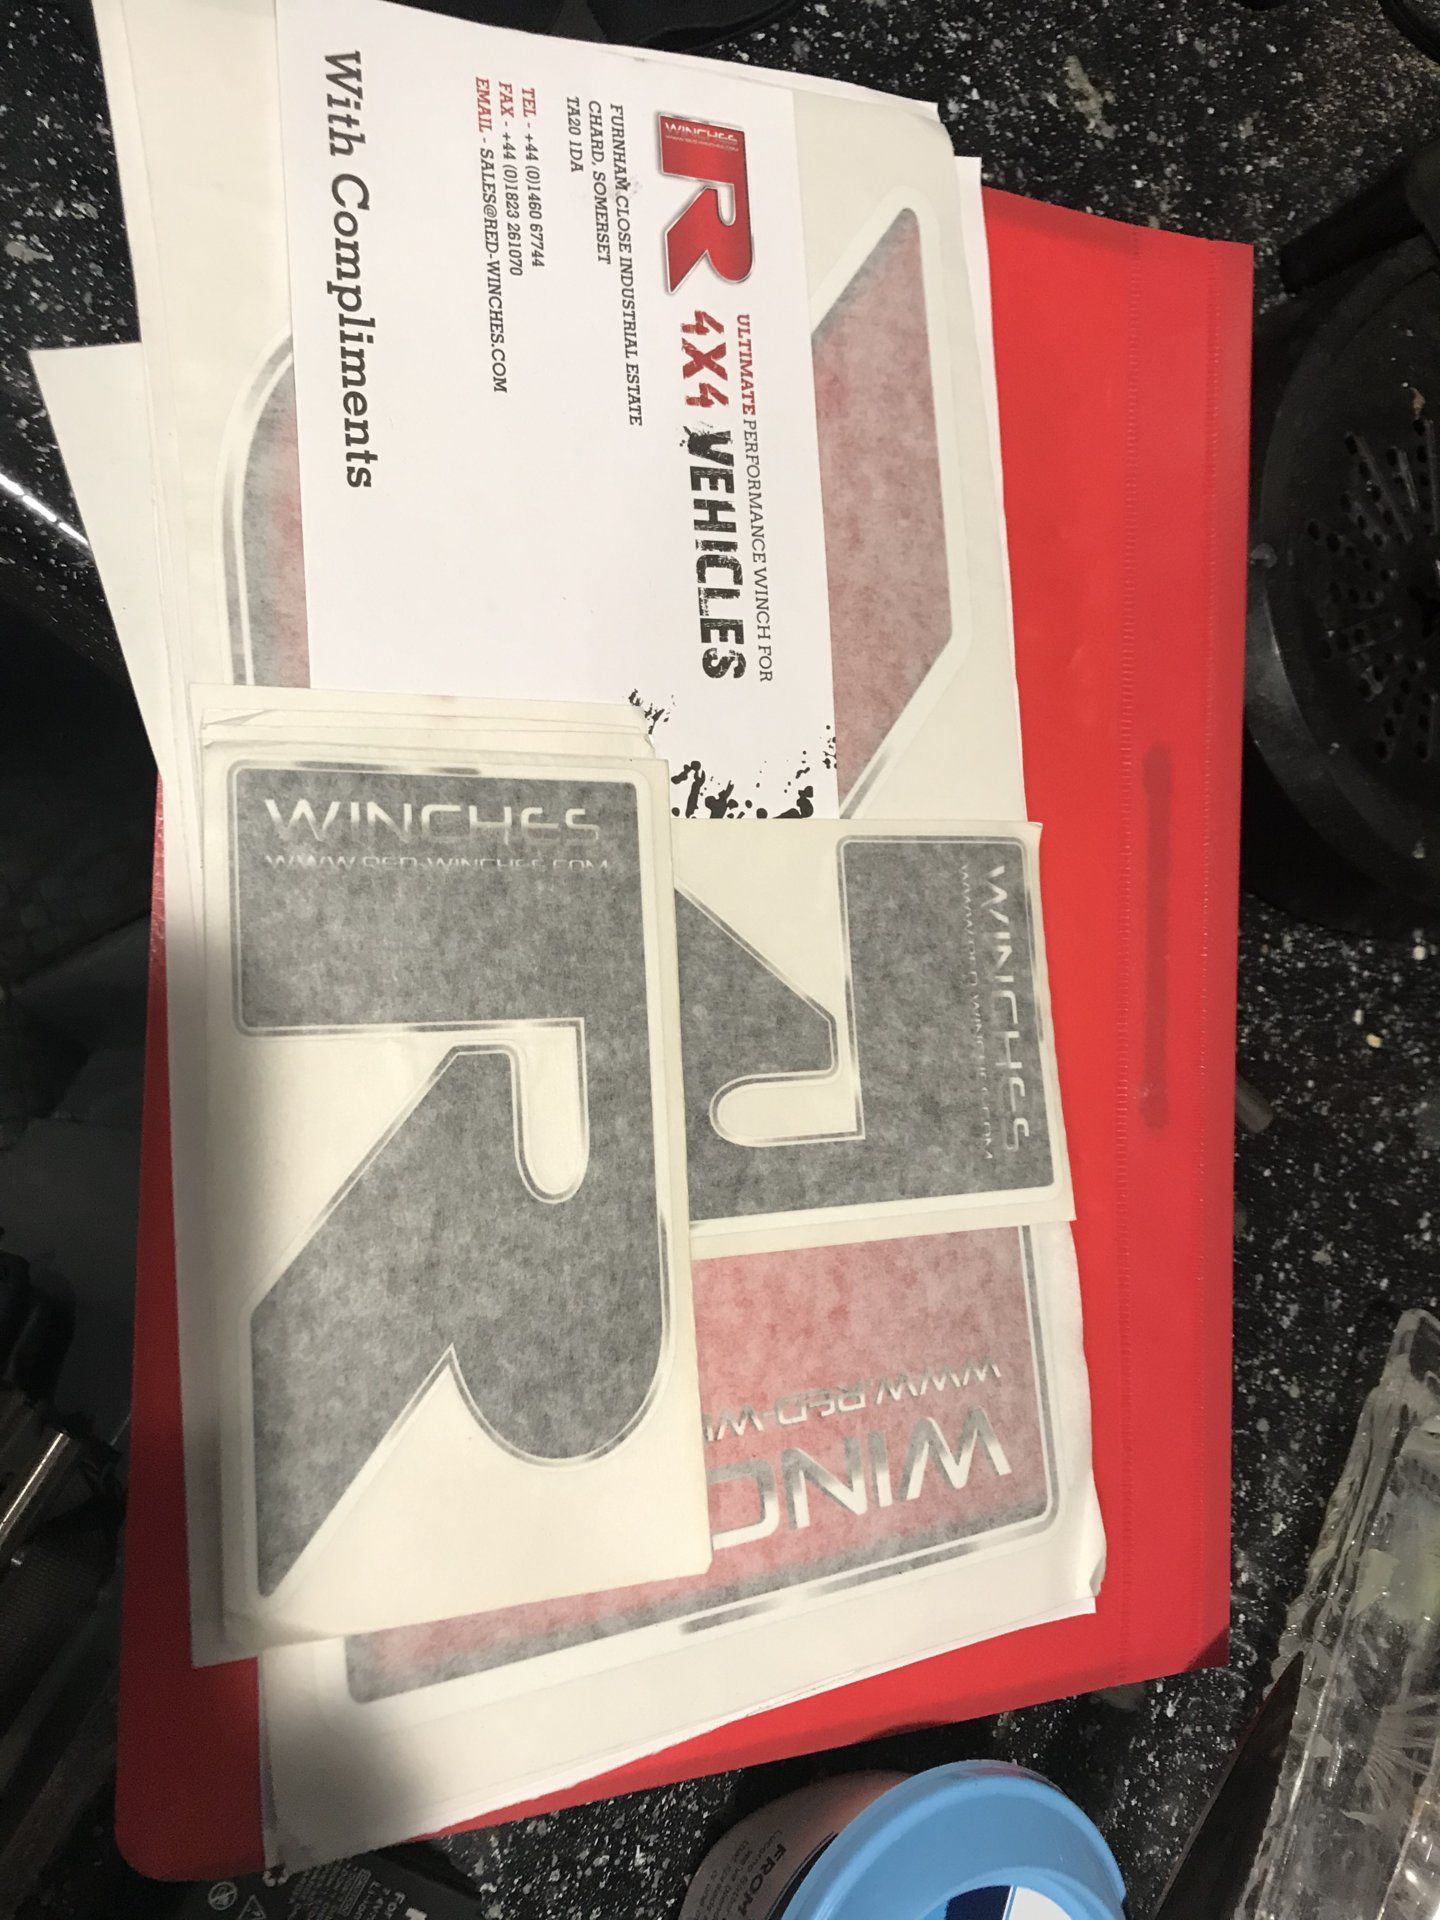 WINCHES
WWW.RED-WINCHES.COM
ULTIMATE PERFORMANCE WINCH FOR
4X4 VEHICLES
FURNHAM CLOSE INDUSTRIAL ESTATE
CHARD, SOMERSET
TA20 1DA
TEL - +44 (0)1460 67744
FAX - +44 (0)1823 261070
EMAIL - SALES@RED-WINCHES.COM
With Compliments
WINCHES
WWW.RED-WINCHES.COM
WINCHES
WWW.RED-WINCHES.COM
WWW.RED-WI
WINC
FROM